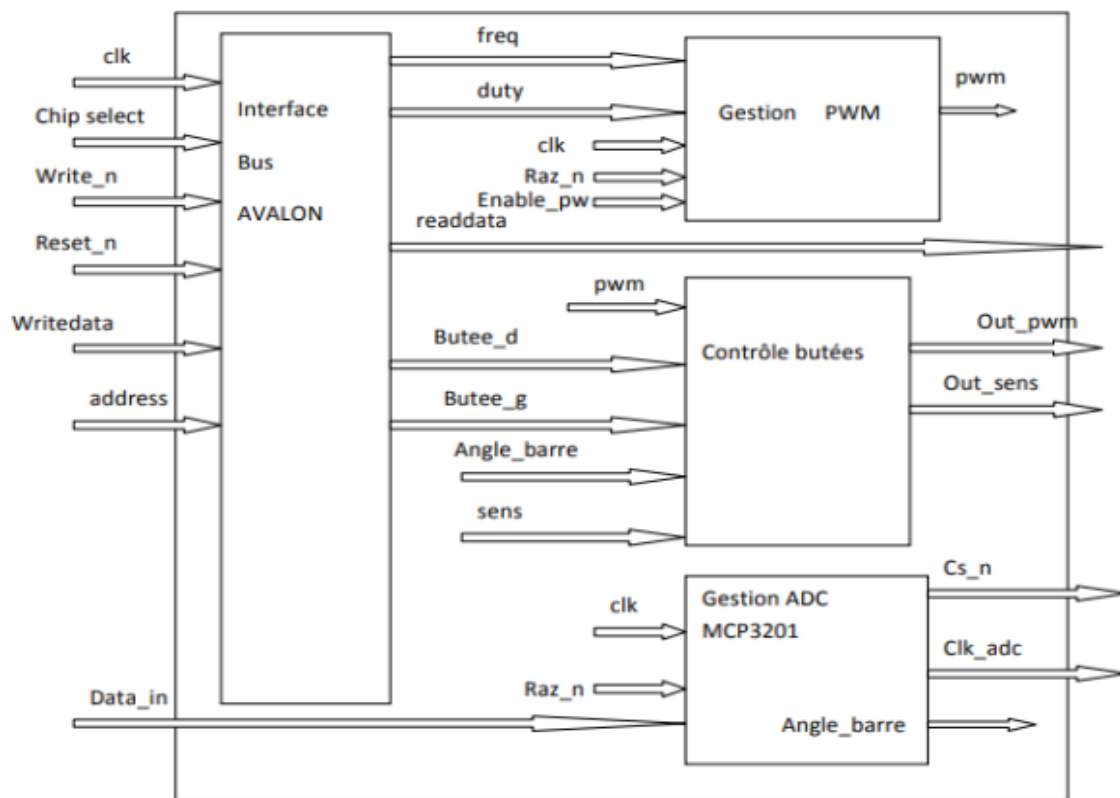 clk
Chip select
Write_n
Reset_n
Writedata
address
Data_in
Interface
Bus
AVALON
freq
duty
clk
Raz_n
Enable_pw
readdata
Gestion PWM
pwm
pwm
Butee_d
Butee_g
Angle_barre
sens
Contrôle butées
Out_pwm
Out_sens
clk
Raz_n
Gestion ADC
MCP3201
Angle_barre
Cs_n
Clk_adc